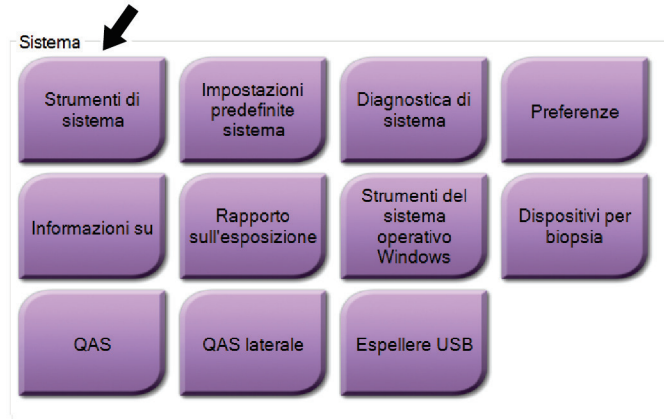 Sistema
Strumenti di
sistema
Impostazioni
predefinite
sistema
Diagnostica di
sistema
Preferenze
Informazioni su
Rapporto
sull'esposizione
Strumenti del
sistema
operativo
Windows
Dispositivi per
biopsia
QAS
QAS laterale
Espellere USB